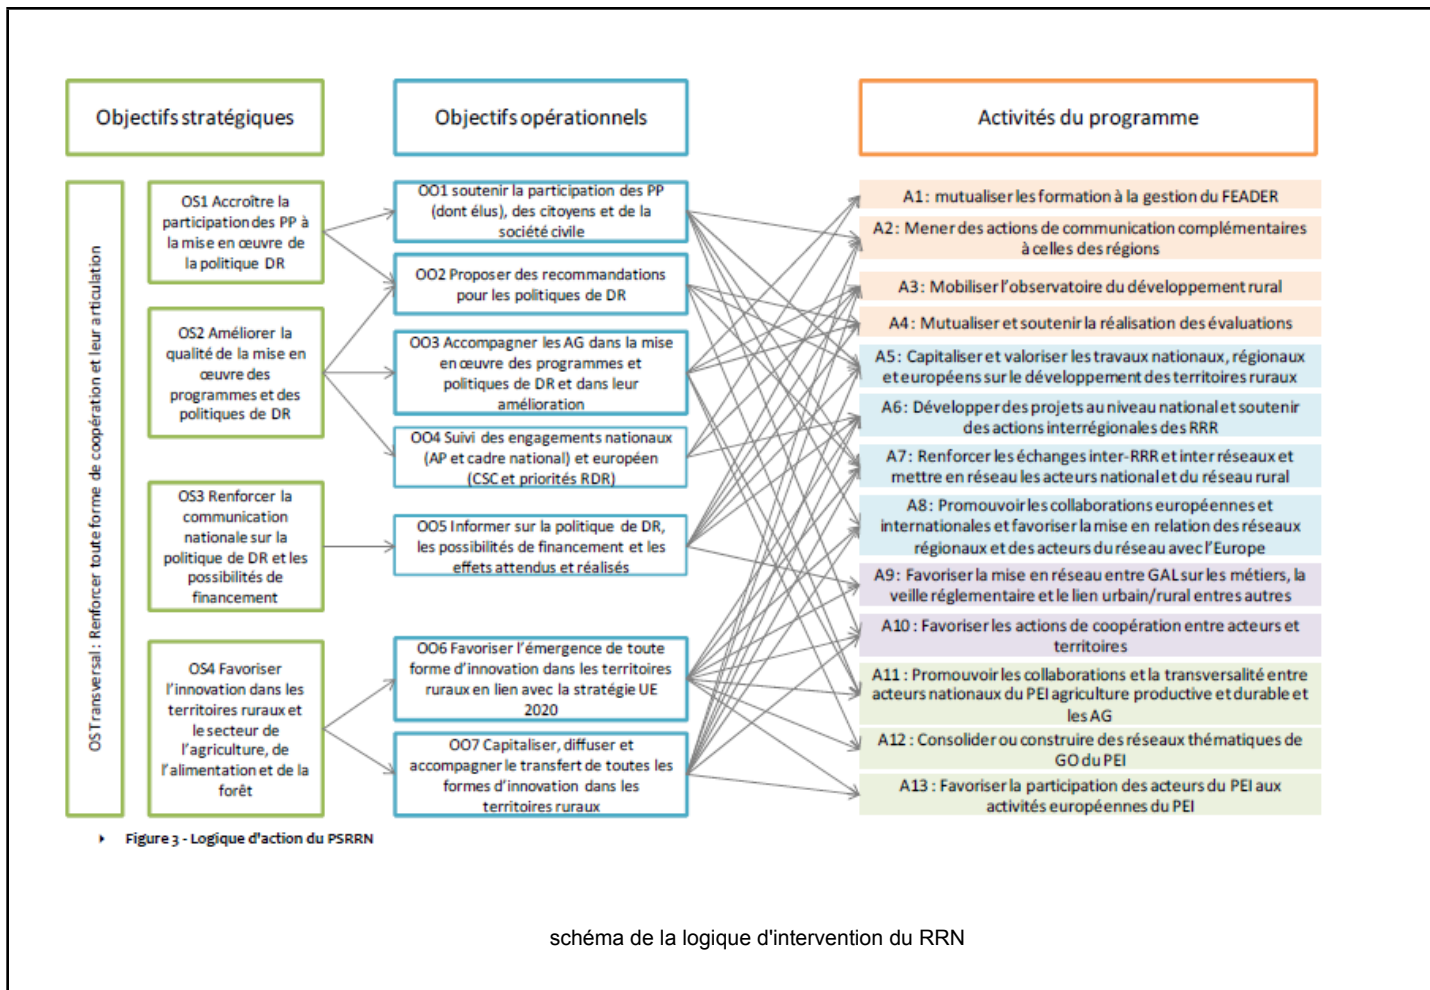 Objectifs stratégiques
Objectifs opérationnels
Activités du programme
OS Transversal : Renforcer toute forme de coopération et leur articulation
OS1 Accroître la
participation des PP à
la mise en œuvre de
la politique DR
OS2 Améliorer la
qualité de la mise en
œuvre des
programmes et des
politiques de DR
OS3 Renforcer la
communication
nationale sur la
politique de DR et les
possibilités de
financement
OS4 Favoriser
l'innovation dans les
territoires ruraux et
le secteur de
l'agriculture, de
l'alimentation et de la
forêt
OO1 soutenir la participation des PP
(dont élus), des citoyens et de la
société civile
OO2 Proposer des recommandations
pour les politiques de DR
OO3 Accompagner les AG dans la mise
en œuvre des programmes et
politiques de DR et dans leur
amélioration
OO4 Suivi des engagements nationaux
(AP et cadre national) et européen
(CSC et priorités RDR)
OO5 Informer sur la politique de DR,
les possibilités de financement et les
effets attendus et réalisés
OO6 Favoriser l'émergence de toute
forme d'innovation dans les territoires
ruraux en lien avec la stratégie UE
2020
OO7 Capitaliser, diffuser et
accompagner le transfert de toutes les
formes d'innovation dans les
territoires ruraux
A1 : mutualiser les formation à la gestion du FEADER
A2 : Mener des actions de communication complémentaires
à celles des régions
A3 : Mobiliser l'observatoire du développement rural
A4 : Mutualiser et soutenir la réalisation des évaluations
A5 : Capitaliser et valoriser les travaux nationaux, régionaux
et européens sur le développement des territoires ruraux
A6 : Développer des projets au niveau national et soutenir
des actions interrégionales des RRR
A7 : Renforcer les échanges inter-RRR et inter réseaux et
mettre en réseau les acteurs national et du réseau rural
A8 : Promouvoir les collaborations européennes et
internationales et favoriser la mise en relation des réseaux
régionaux et des acteurs du réseau avec l'Europe
A9 : Favoriser la mise en réseau entre GAL sur les métiers, la
veille réglementaire et le lien urbain/rural entres autres
A10 : Favoriser les actions de coopération entre acteurs et
territoires
A11 : Promouvoir les collaborations et la transversalité entre
acteurs nationaux du PEI agriculture productive et durable et
les AG
A12 : Consolider ou construire des réseaux thématiques de
GO du PEI
A13 : Favoriser la participation des acteurs du PEI aux
activités européennes du PEI
Figure 3 - Logique d'action du PSRRN
schéma de la logique d'intervention du RRN